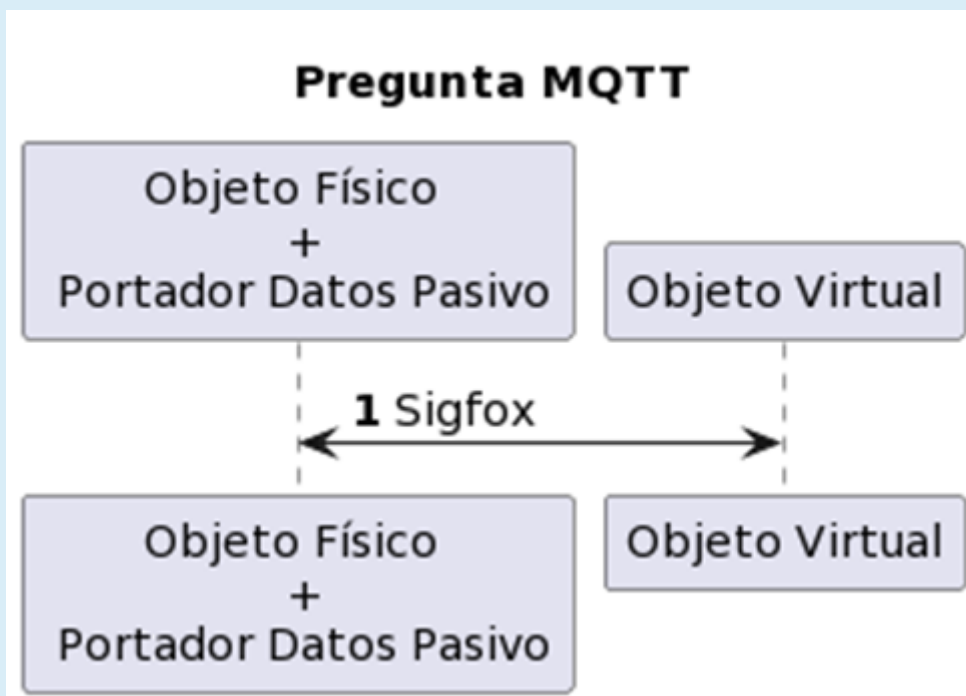 Pregunta MQTT
Objeto Físico
+
Portador Datos Pasivo
Objeto Virtual
1 Sigfox
Objeto Físico
+
Portador Datos Pasivo
Objeto Virtual